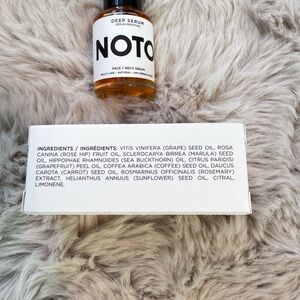 DEEP SERUM
NOTO
FACE + NECK SERUM
INGREDIENTS / INGRÉDIENTS: VITIS VINIFERA (GRAPE) SEED OIL, ROSA
CANINA (ROSE HIP) FRUIT OIL, SCLEROCARYA BIRREA (MARULA) SEED
OIL, HIPPOPHAE RHAMNOIDES (SEA BUCKTHORN) OIL, CITRUS PARIDISI
(GRAPEFRUIT) PEEL OIL, COFFEA ARABICA (COFFEE) SEED OIL, DAUCUS
CAROTA (CARROT) SEED OIL, ROSMARINUS OFFICINALIS (ROSEMARY)
EXTRACT, HELIANTHUS ANNUUS (SUNFLOWER) SEED OIL, CITRAL,
LIMONENE.